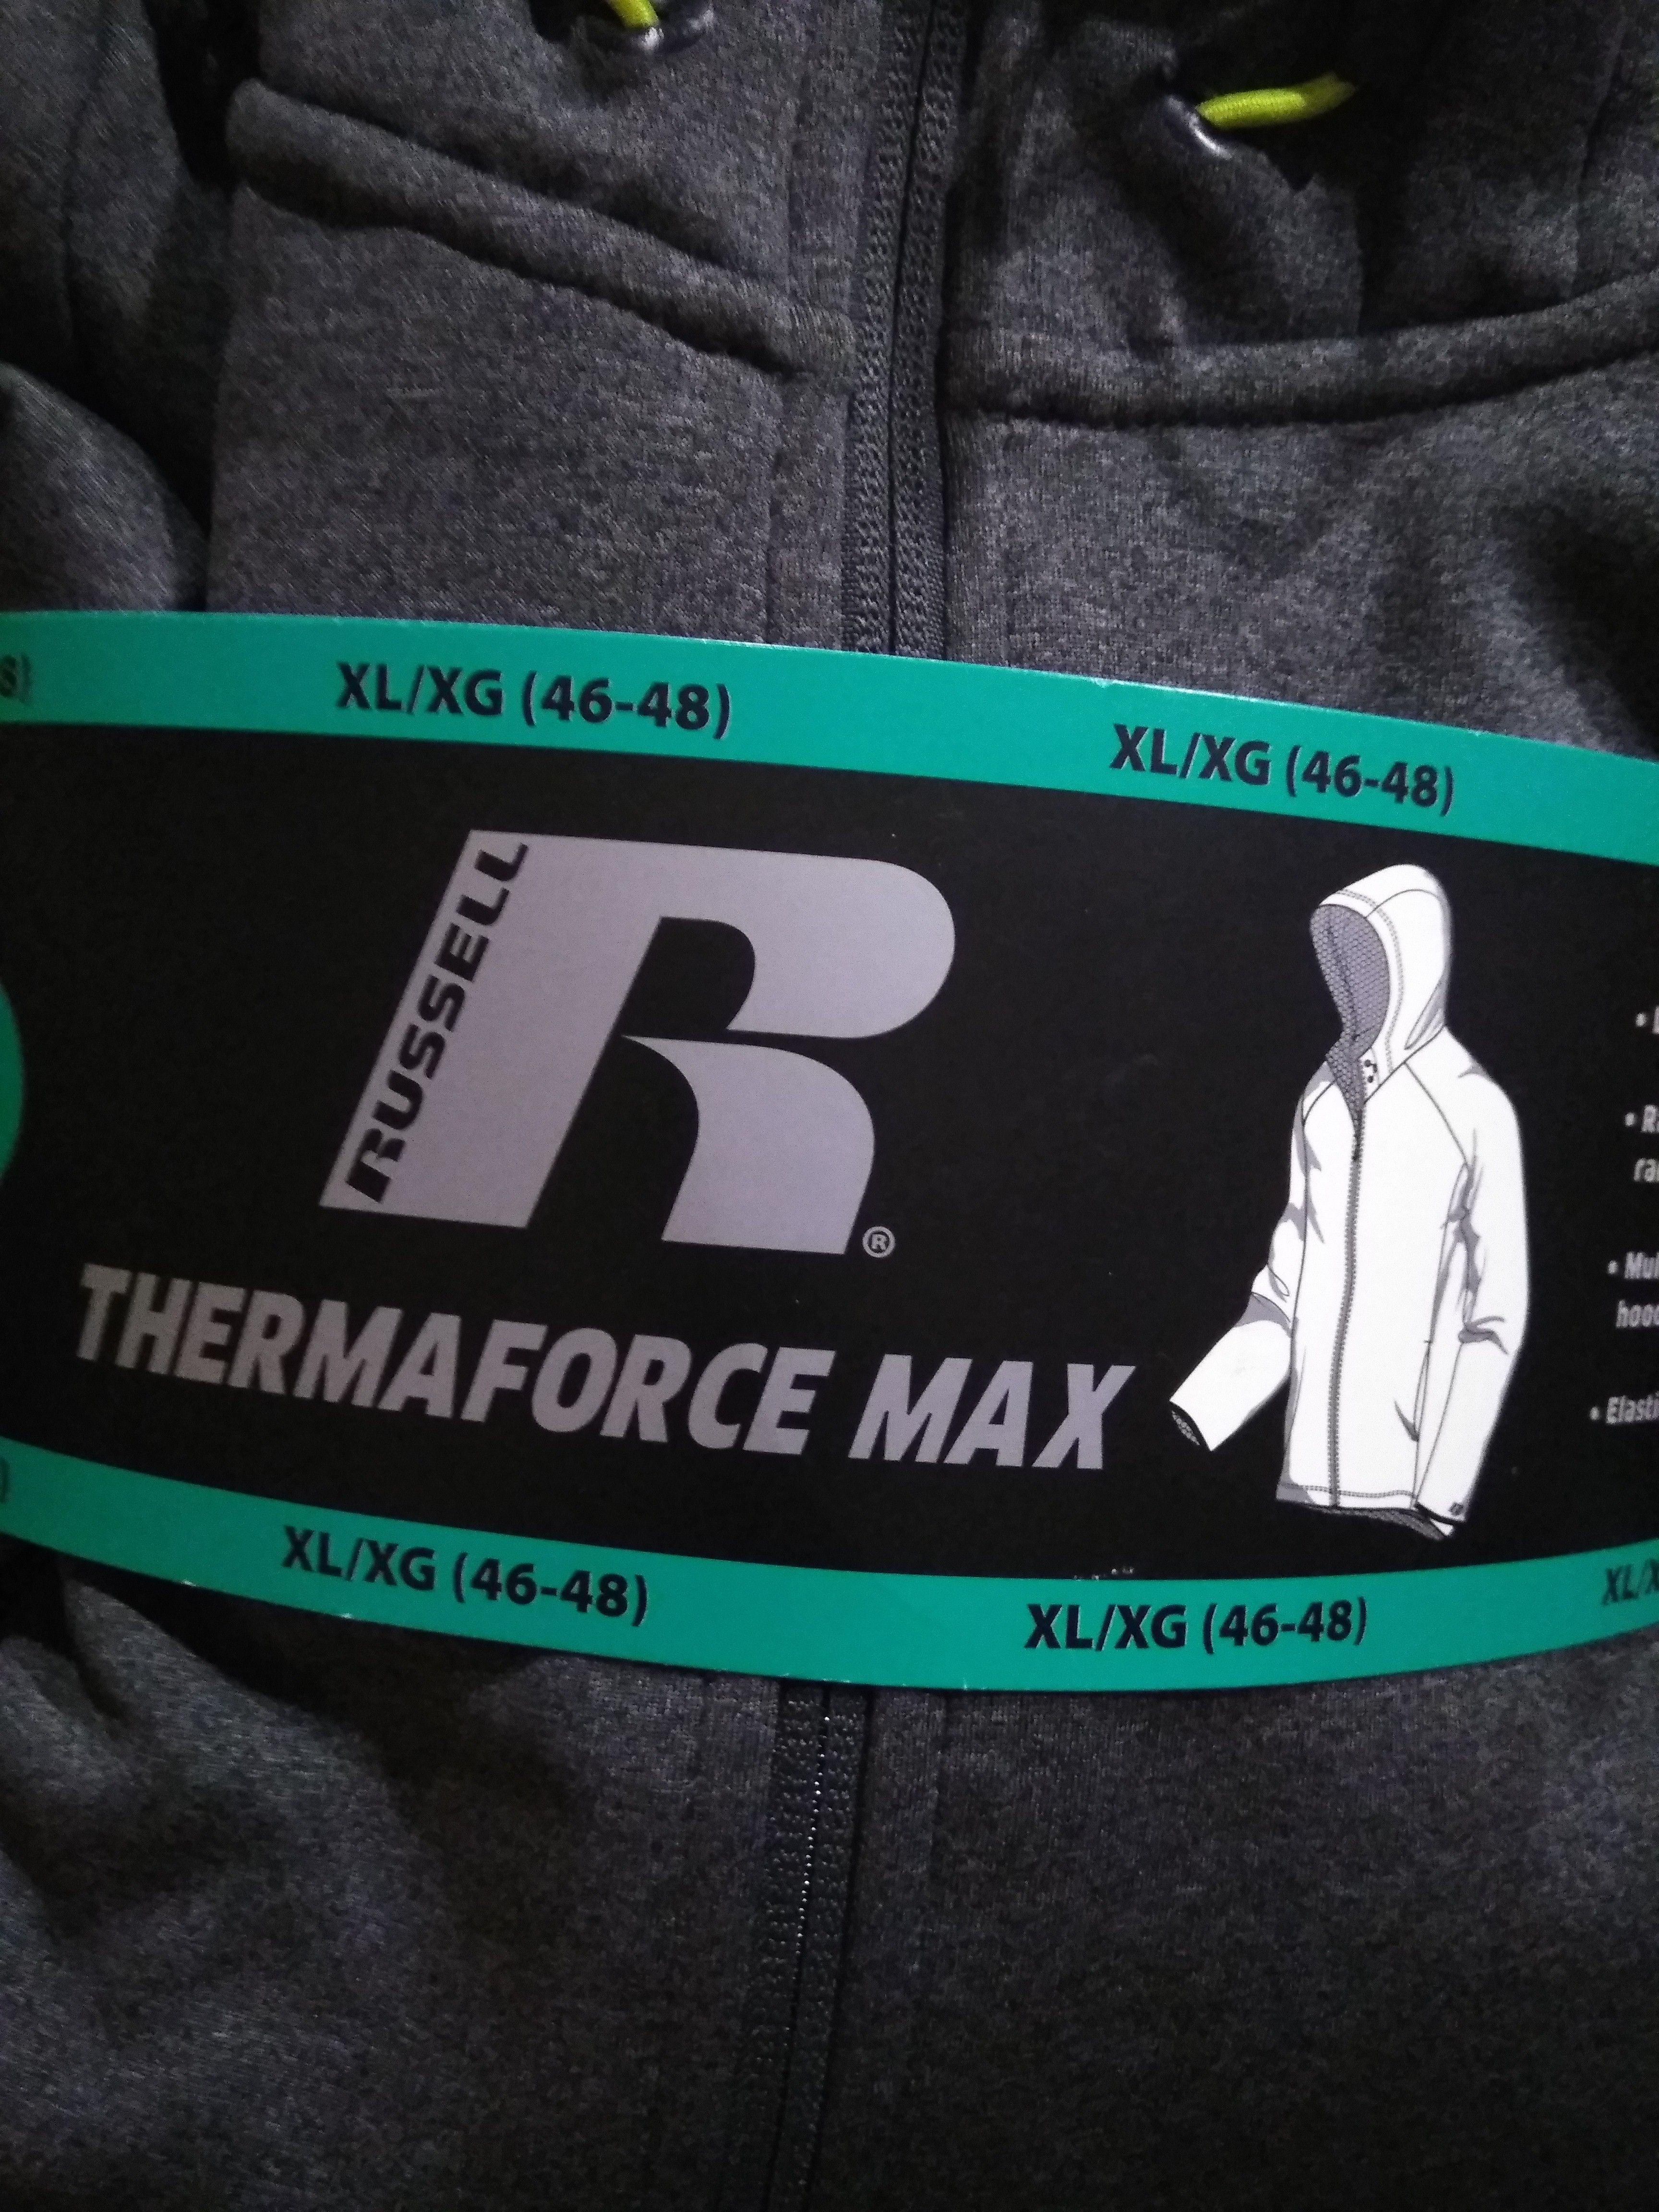 XL/XG (46-48)
XL/XG (46-48)
RUSSELL
R
®
THERMAFORCE MAX
XL/XG (46-48)
XL/XG (46-48)